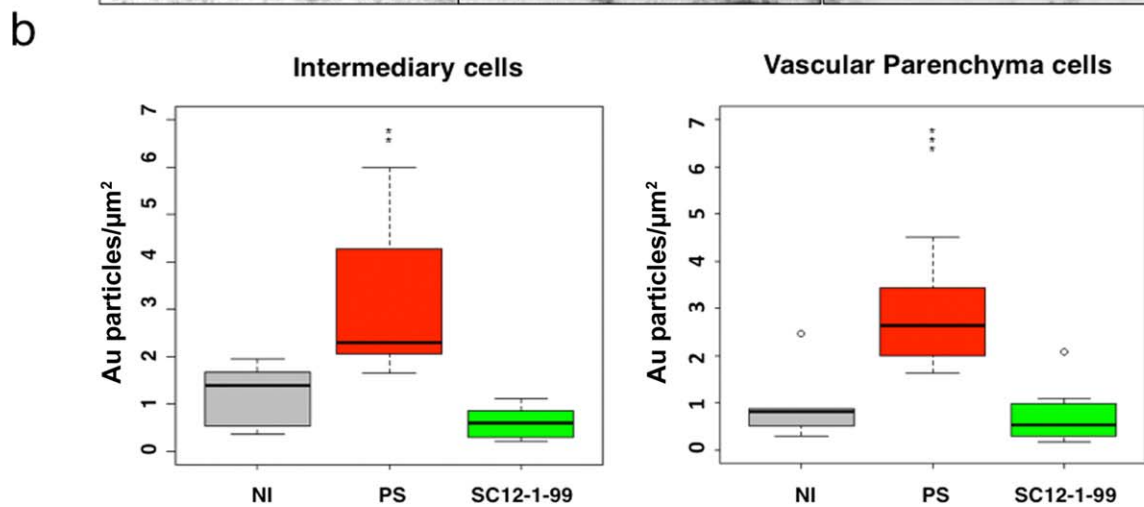 b
Intermediary cells
Au particles/µm²
7
6
5
4
3
2
1
0
**
NI PS SC12-1-99
Vascular Parenchyma cells
Au particles/µm²
7
6
5
4
3
2
1
0
***
NI PS SC12-1-99